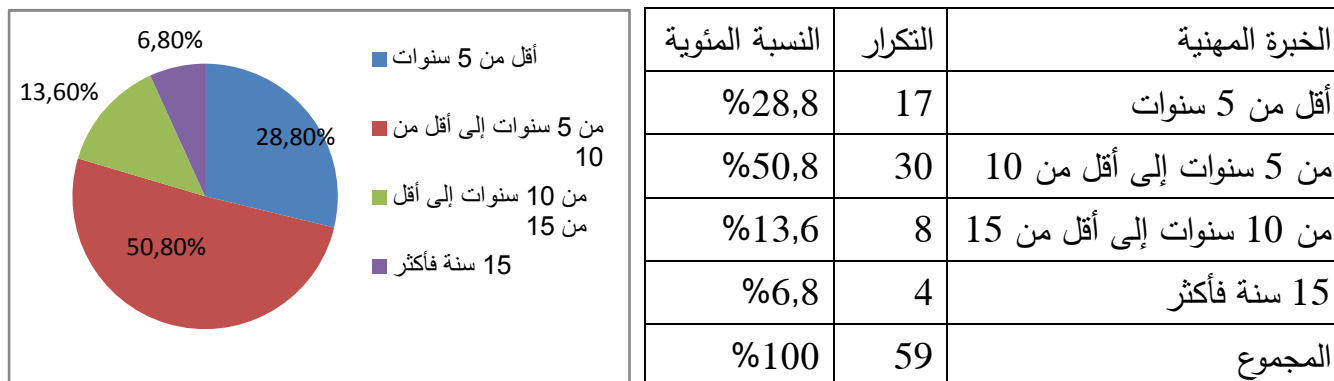 الخبرة المهنية التكرار النسبة المئوية
أقل من 5 سنوات 17 %28,8
من 5 سنوات إلى أقل من 10 30 %50,8
من 10 سنوات إلى أقل من 15 8 %13,6
15 سنة فأكثر 4 %6,8
المجموع 59 %100
6,80%
13,60%
28,80%
50,80%
أقل من 5 سنوات
من 5 سنوات إلى أقل من
10
من 10 سنوات إلى أقل
من 15
15 سنة فأكثر